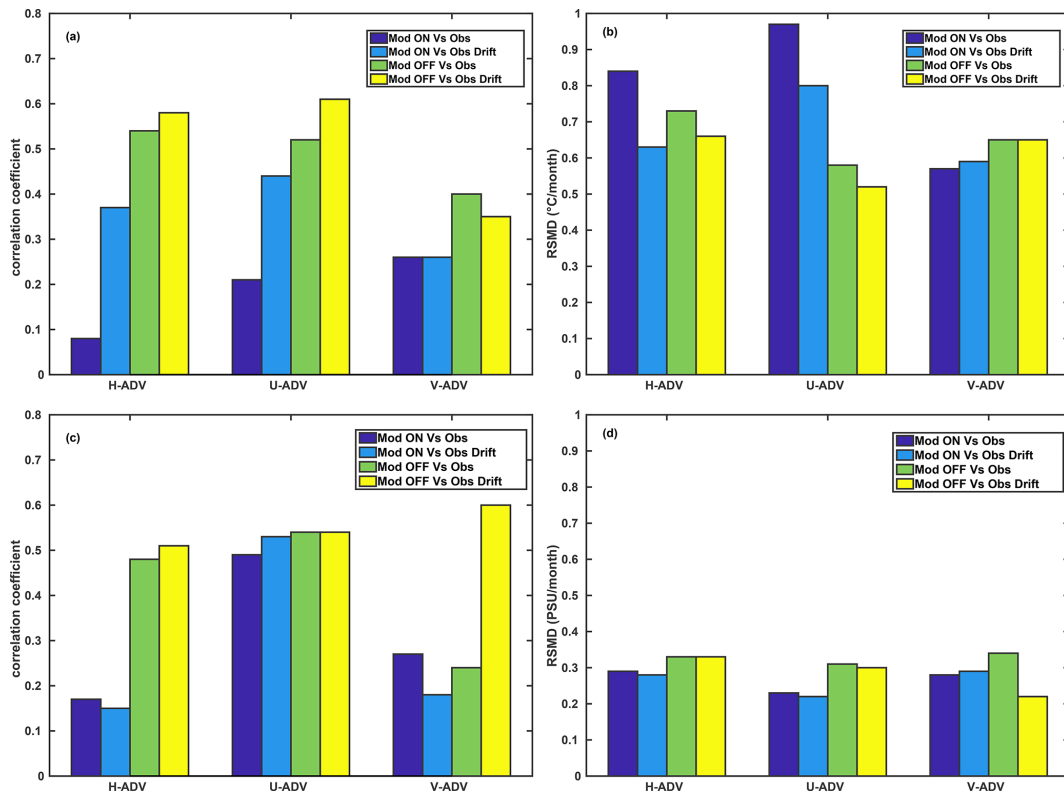 (a)
Mod ON Vs Obs
Mod ON Vs Obs Drift
Mod OFF Vs Obs
Mod OFF Vs Obs Drift
correlation coefficient
0.8
0.7
0.6
0.5
0.4
0.3
0.2
0.1
0
H-ADV U-ADV V-ADV
(b)
Mod ON Vs Obs
Mod ON Vs Obs Drift
Mod OFF Vs Obs
Mod OFF Vs Obs Drift
RSMD (°C/month)
1
0.9
0.8
0.7
0.6
0.5
0.4
0.3
0.2
0.1
0
H-ADV U-ADV V-ADV
(c)
Mod ON Vs Obs
Mod ON Vs Obs Drift
Mod OFF Vs Obs
Mod OFF Vs Obs Drift
correlation coefficient
0.8
0.7
0.6
0.5
0.4
0.3
0.2
0.1
0
H-ADV U-ADV V-ADV
(d)
Mod ON Vs Obs
Mod ON Vs Obs Drift
Mod OFF Vs Obs
Mod OFF Vs Obs Drift
RSMD (PSU/month)
1
0.9
0.8
0.7
0.6
0.5
0.4
0.3
0.2
0.1
0
H-ADV U-ADV V-ADV